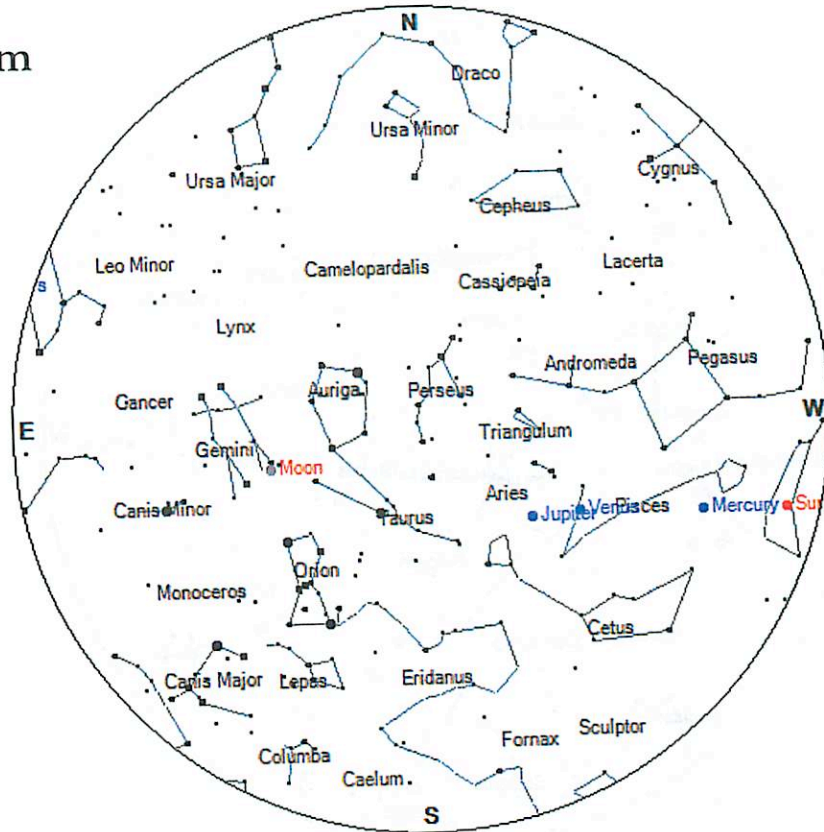 m
N
Draco
Ursa Minor
Ursa Major
Cygnus
Cepheus
Leo Minor
Camelopardalis
Lacerta
Cassiopeia
s
Lynx
Andromeda
Pegasus
Auriga
Perseus
Gancer
E
W
Triangulum
Gemini
Moon
Aries
Canis Minor
Taurus
Jupiter
Venus
Pisces
Mercury
Sun
Orion
Monoceros
Cetus
Canis Major
Lepus
Eridanus
Fornax
Sculptor
Columba
Caelum
S